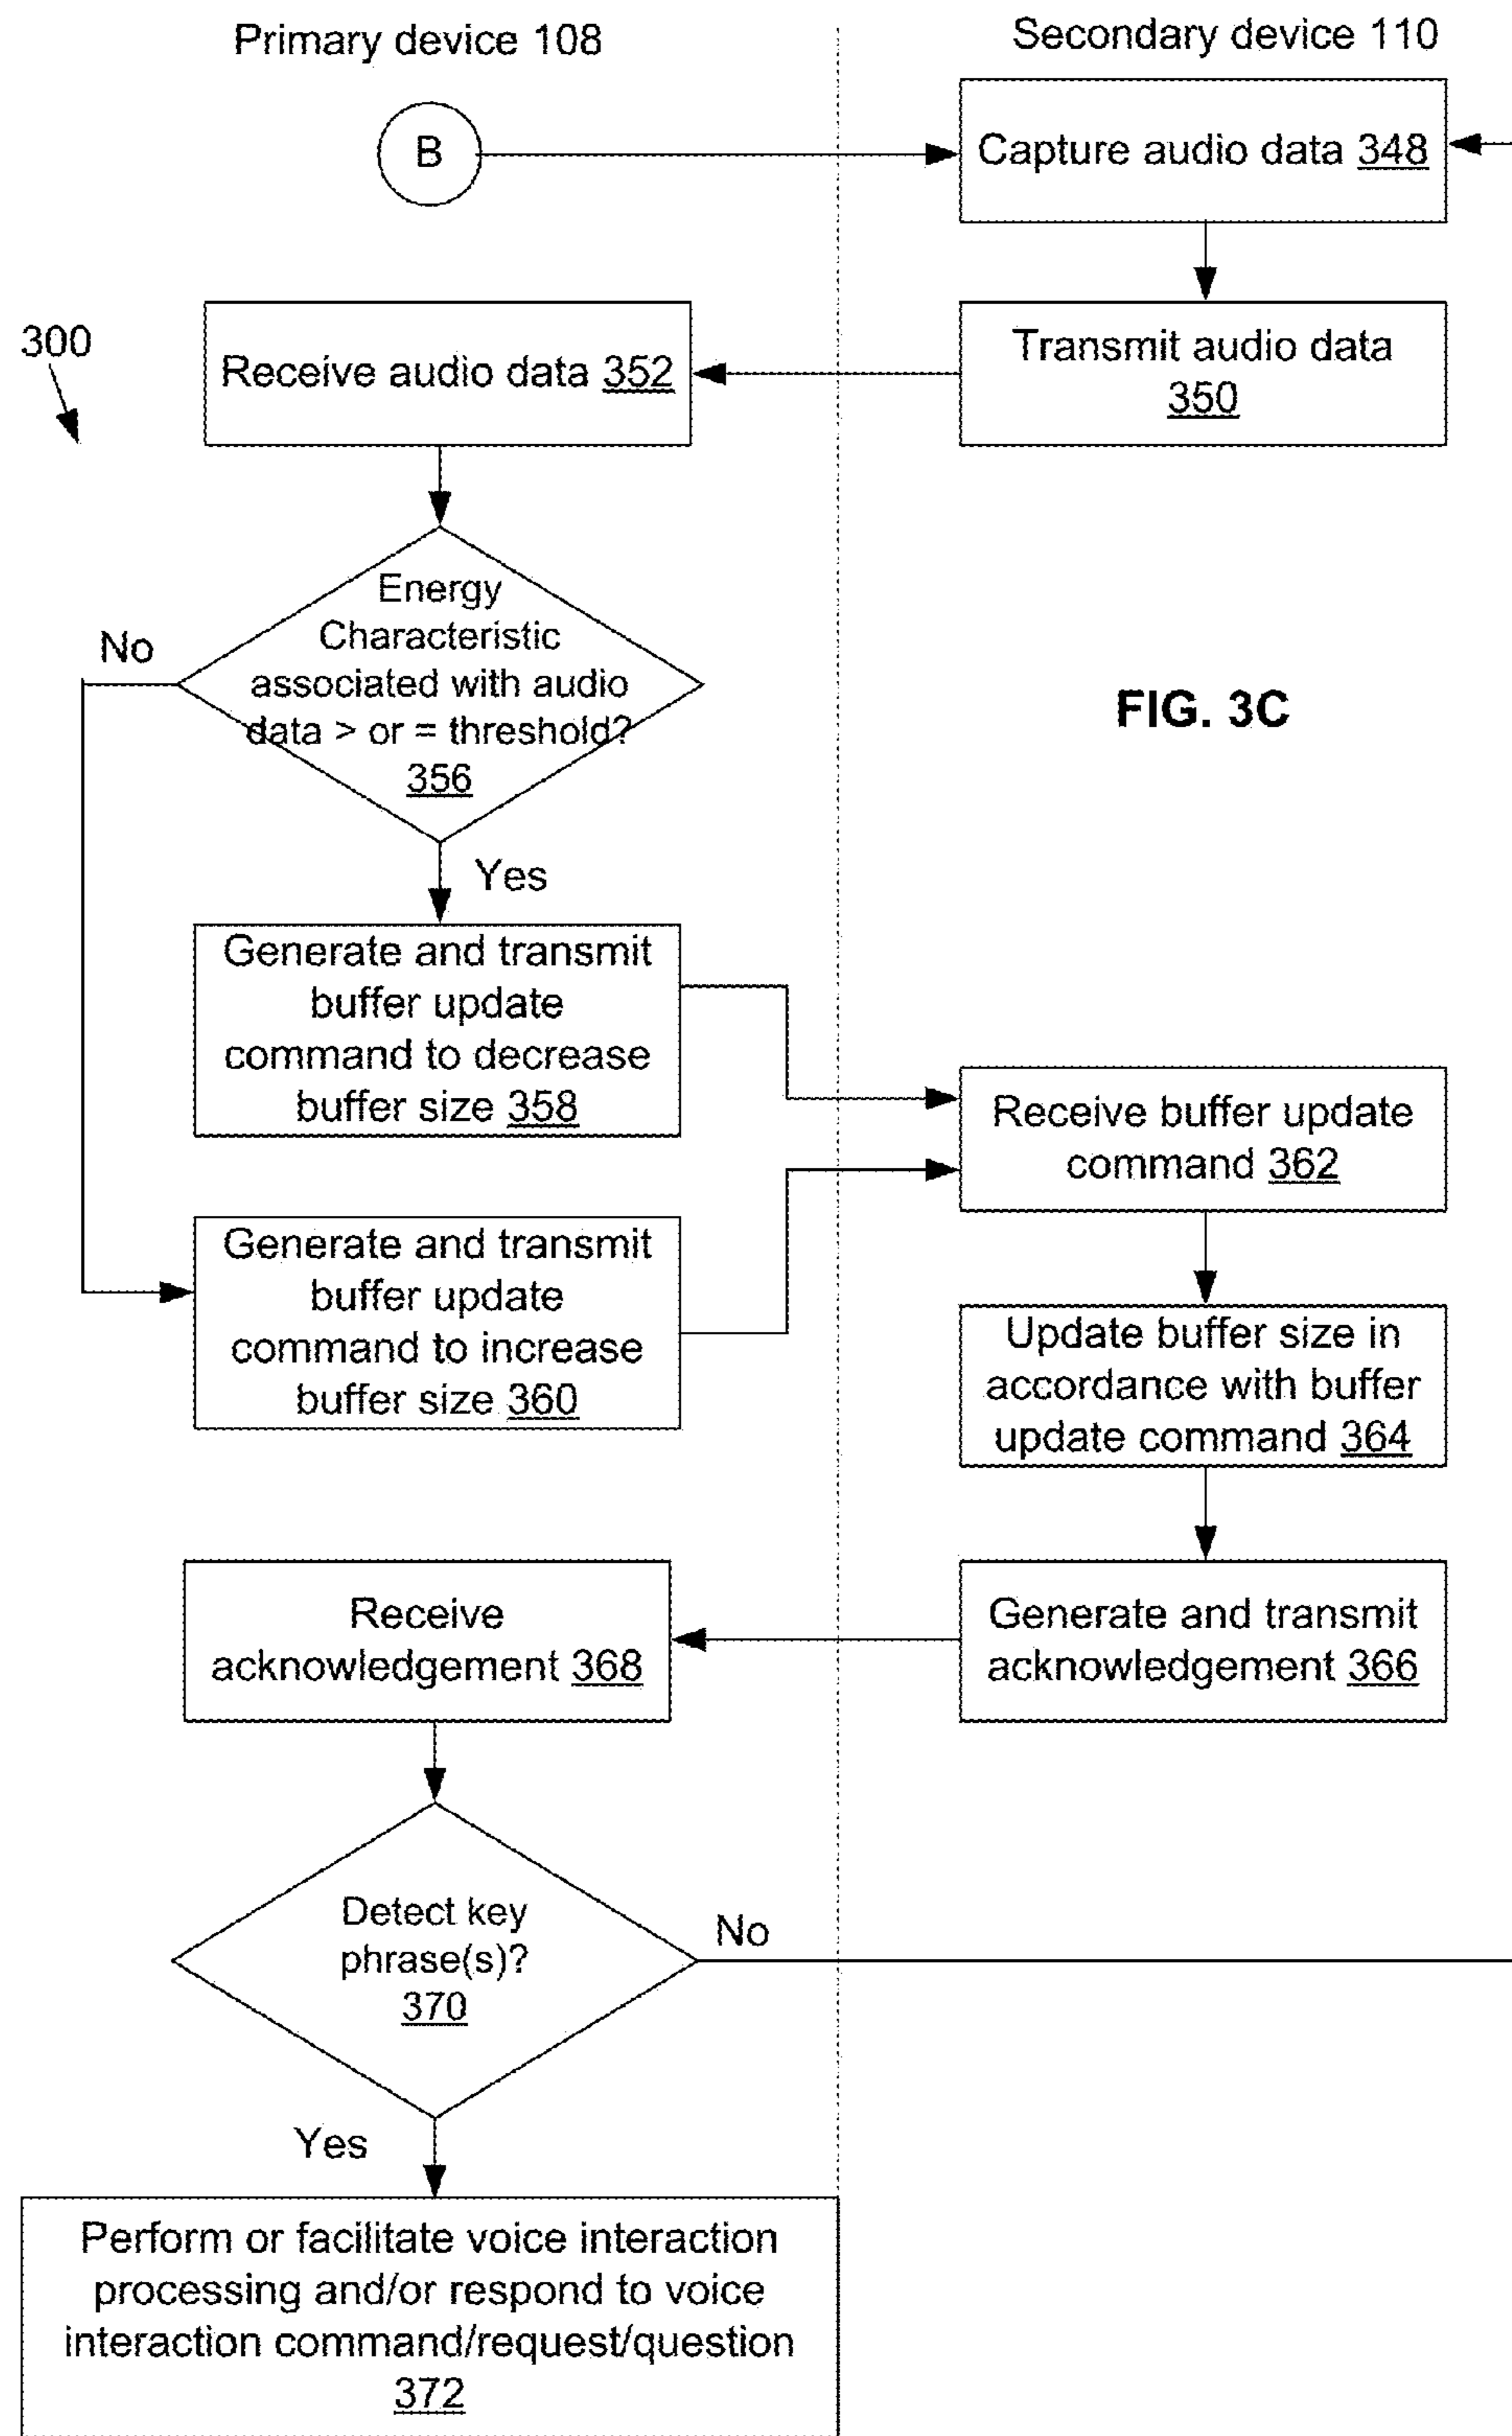 Primary device 108
Secondary device 110
B
Capture audio data 348
300
Receive audio data 352
Transmit audio data
350
Energy
Characteristic
associated with audio
data > or = threshold?
356
No
Yes
FIG. 3C
Generate and transmit
buffer update
command to decrease
buffer size 358
Receive buffer update
command 362
Generate and transmit
buffer update
command to increase
buffer size 360
Update buffer size in
accordance with buffer
update command 364
Receive
acknowledgement 368
Generate and transmit
acknowledgement 366
Detect key
phrase(s)?
370
No
Yes
Perform or facilitate voice interaction
processing and/or respond to voice
interaction command/request/question
372